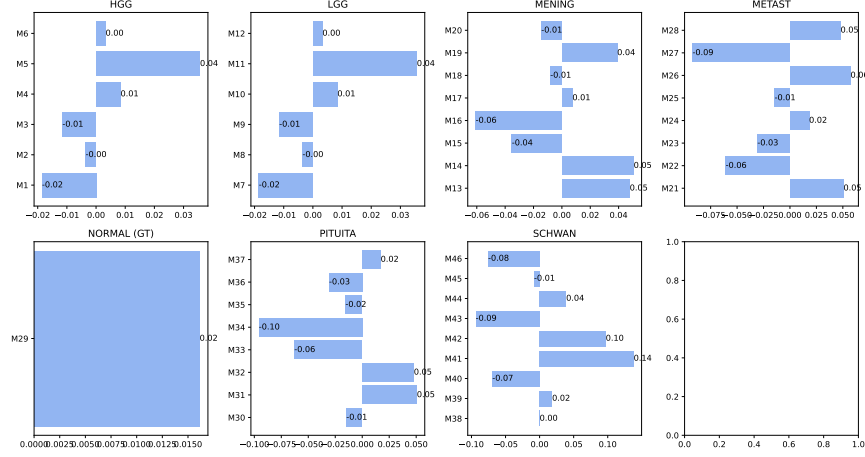 HGG
M6
0.00
M5
0.04
M4
0.01
M3
-0.01
M2
-0.00
M1
-0.02
−0.02 −0.01 0.00 0.01 0.02 0.03
LGG
M12
0.00
M11
0.04
M10
0.01
M9
-0.01
M8
-0.00
M7
-0.02
−0.02 −0.01 0.00 0.01 0.02 0.03
MENING
M20
-0.01
M19
0.04
M18
-0.01
M17
0.01
M16
-0.06
M15
-0.04
M14
0.05
M13
0.05
−0.06 −0.04 −0.02 0.00 0.02 0.04
METAST
M28
0.05
M27
-0.09
M26
M25
-0.01
M24
0.02
M23
-0.03
M22
-0.06
M21
0.05
−0.075 −0.050 −0.025 0.000 0.025 0.050
NORMAL (GT)
M29
0.02
0.0000 0.0025 0.0050 0.0075 0.0100 0.0125 0.0150
PITUITA
M37
0.02
M36
-0.03
M35
-0.02
M34
-0.10
M33
-0.06
M32
0.05
M31
0.05
M30
-0.01
−0.100 −0.075 −0.050 −0.025 0.000 0.025 0.050
SCHWAN
M46
-0.08
M45
-0.01
M44
0.04
M43
-0.09
M42
0.10
M41
0.14
M40
-0.07
M39
0.02
M38
0.00
−0.10 −0.05 0.00 0.05 0.10
1.0
0.8
0.6
0.4
0.2
0.0
0.0 0.2 0.4 0.6 0.8 1.0